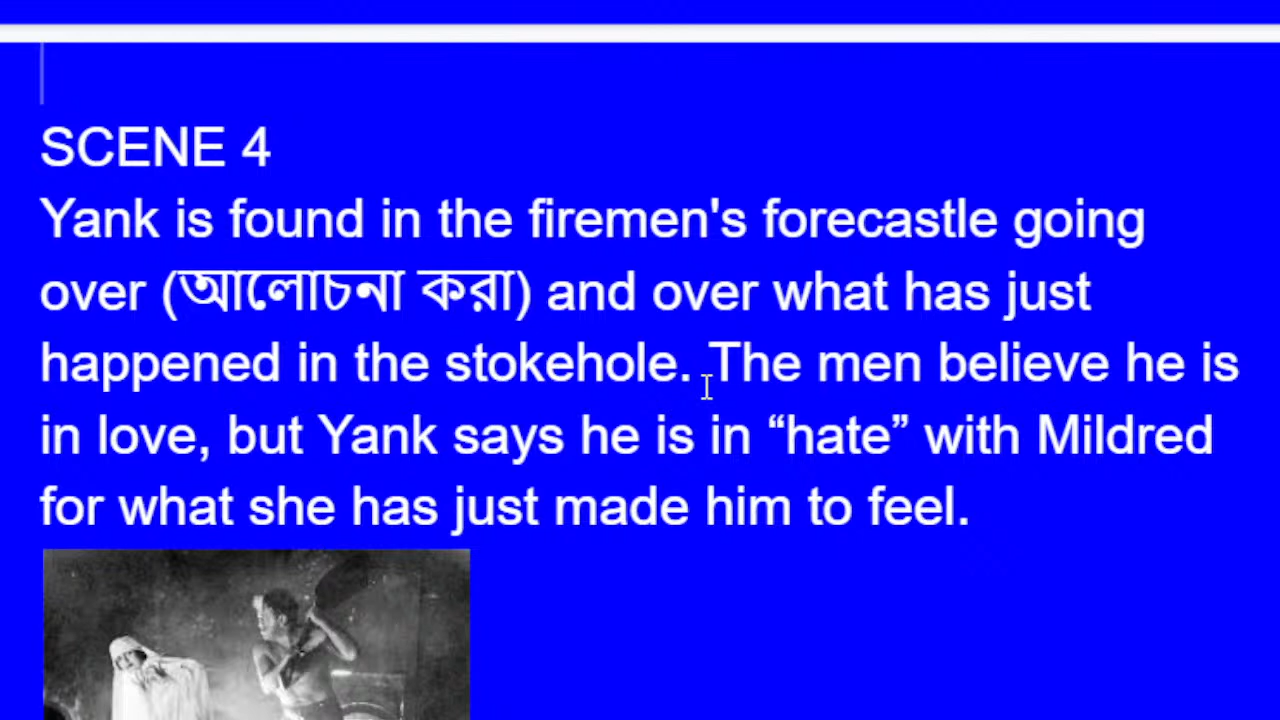 SCENE 4
Yank is found in the firemen's forecastle going
over (আলোচনা করা) and over what has just
happened in the stokehole. The men believe he is
in love, but Yank says he is in “hate” with Mildred
for what she has just made him to feel.